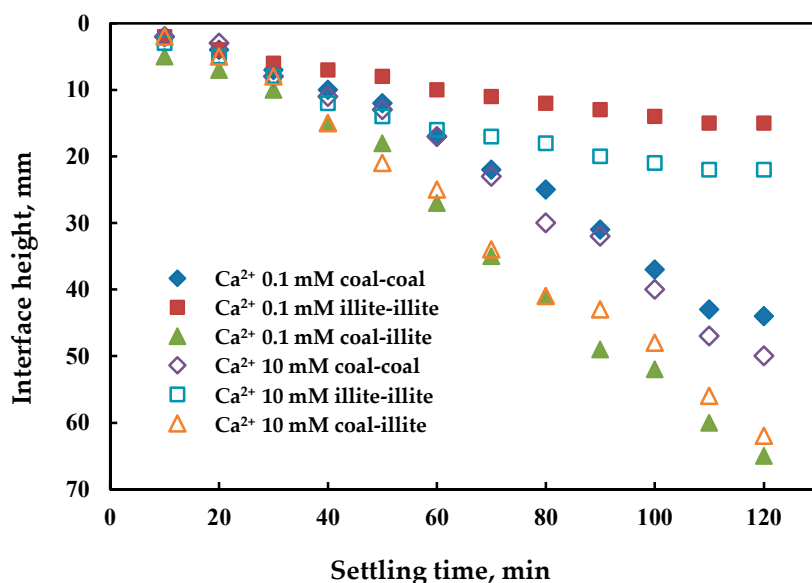 0
10
20
30
40
50
60
70
Interface height, mm
Ca²⁺ 0.1 mM coal-coal
Ca²⁺ 0.1 mM illite-illite
Ca²⁺ 0.1 mM coal-illite
Ca²⁺ 10 mM coal-coal
Ca²⁺ 10 mM illite-illite
Ca²⁺ 10 mM coal-illite
0 20 40 60 80 100 120
Settling time, min